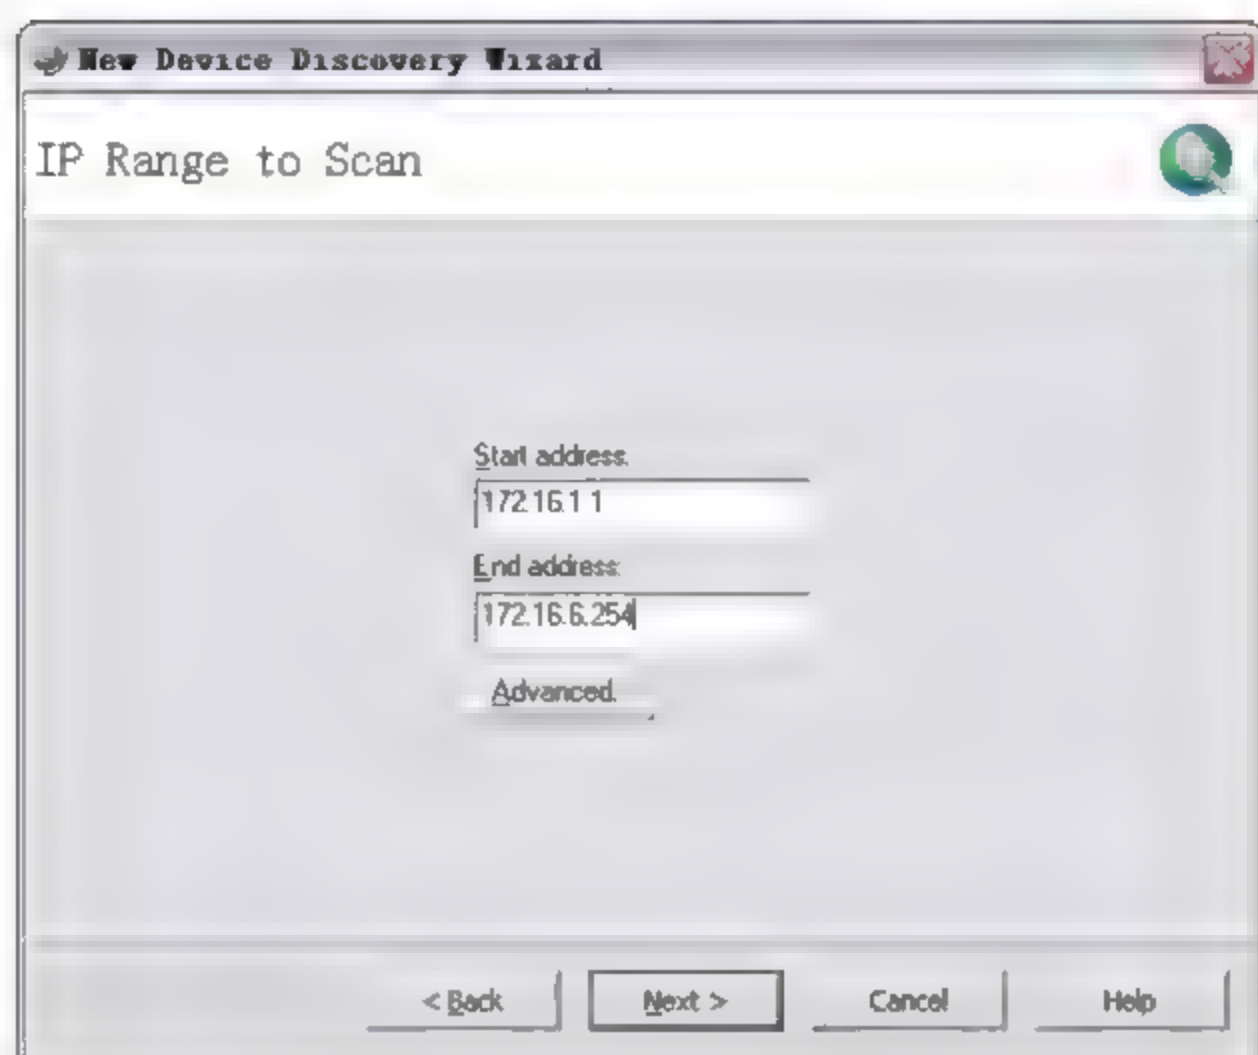 New Device Discovery Wizard
IP Range to Scan
Start address:
172.16.1.1
End address:
172.16.6.254
Advanced.
< Back
Next >
Cancel
Help